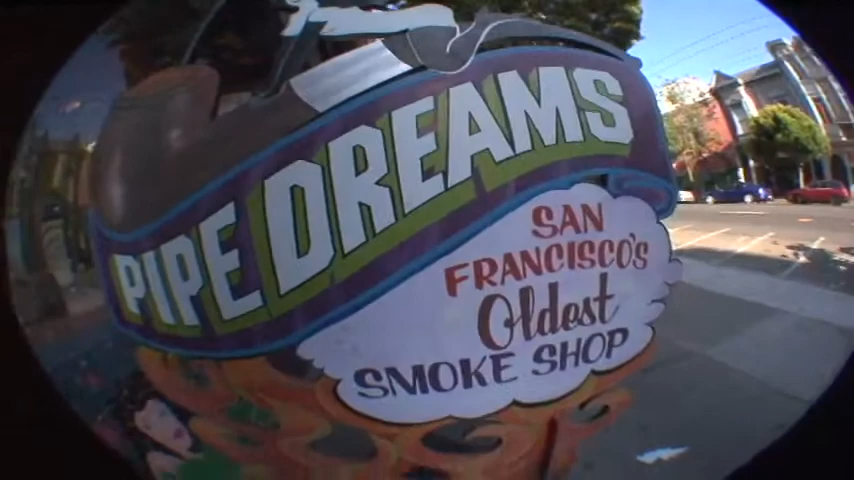 PIPE DREAMS
SAN
FRANCISCO'S
Oldest
SMOKE SHOP